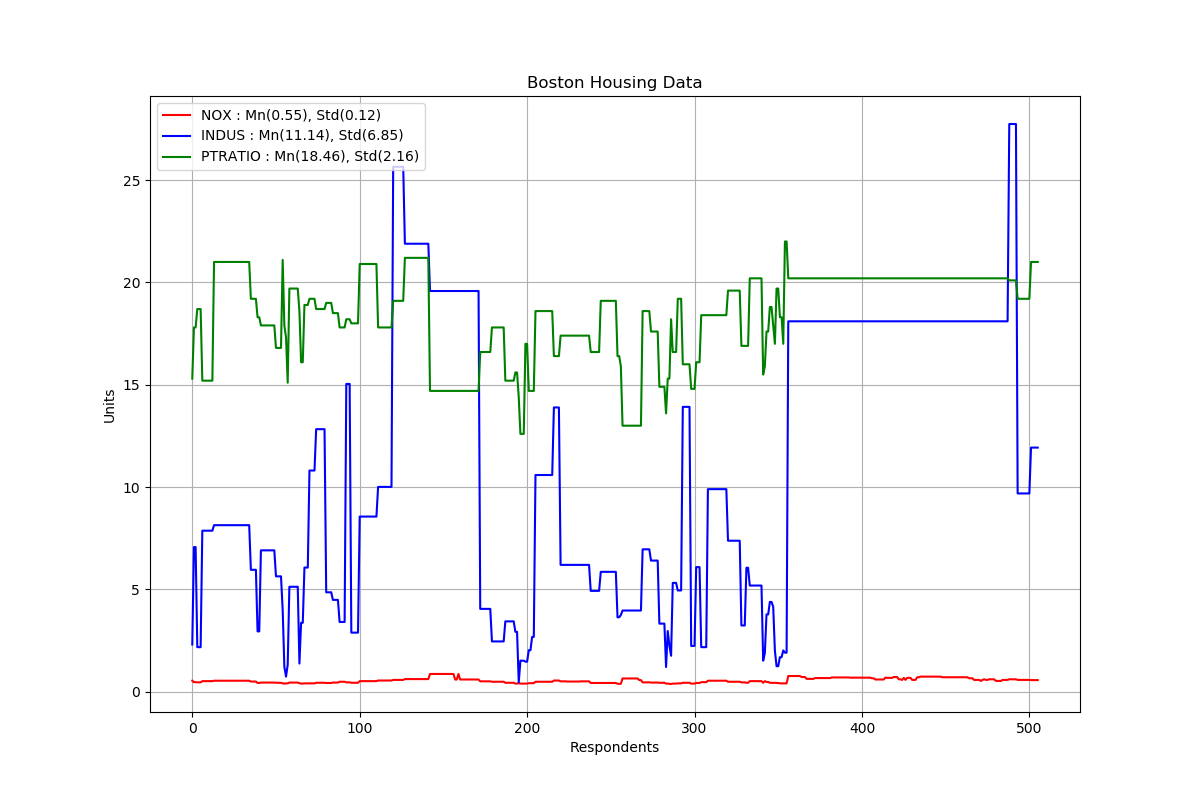 Boston Housing Data
NOX : Mn(0.55), Std(0.12)
INDUS : Mn(11.14), Std(6.85)
PTRATIO : Mn(18.46), Std(2.16)
25
20
15
10
5
0
Units
0 100 200 300 400 500
Respondents